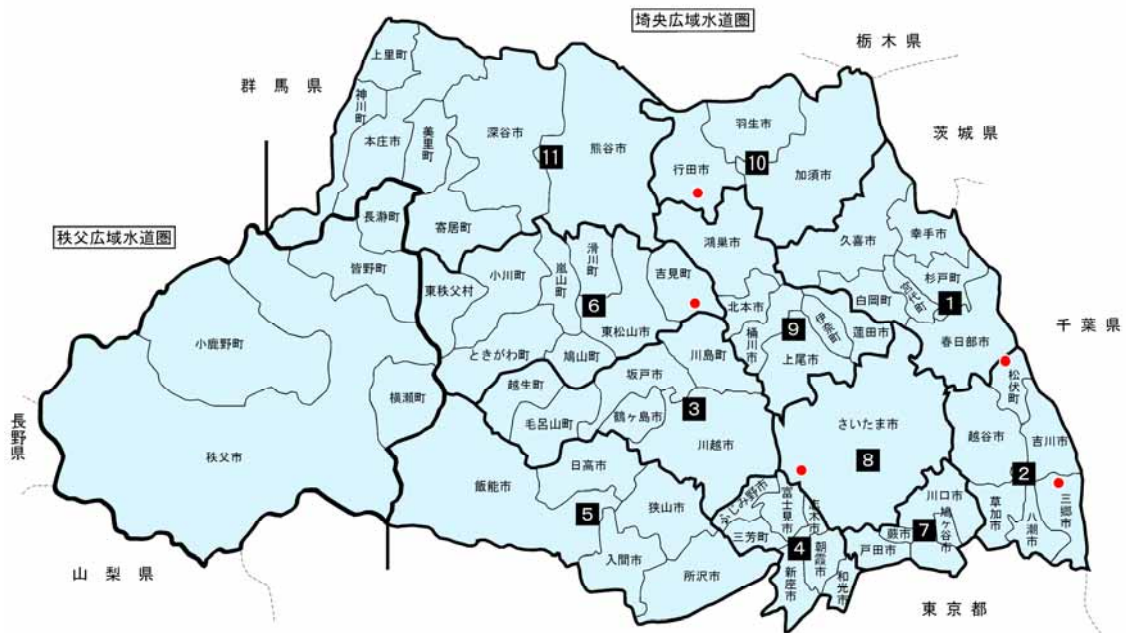 埼央広域水道圏
栃木県
群馬県
茨城県
千葉県
秩父広域水道圏
長野県
山梨県
東京都
上里町
神川町
本庄市
美里町
深谷市
11
熊谷市
寄居町
長瀞町
皆野町
小鹿野町
横瀬町
秩父市
行田市
羽生市
10
加須市
東秩父村
小川町
嵐山町
滑川町
6
吉見町
東松山市
ときがわ町
鳩山町
鴻巣市
北本市
桶川市
9
伊奈町
上尾市
蓮田市
久喜市
幸手市
杉戸町
宮代町
白岡町
1
春日部市
越生町
毛呂山町
坂戸市
鶴ヶ島市
川島町
3
川越市
さいたま市
8
松伏町
越谷市
吉川市
2
三郷市
草加市
八潮市
飯能市
日高市
5
狭山市
入間市
所沢市
ふじみ野市
富士見市
志木市
三芳町
4
朝霞市
新座市
和光市
川口市
鳩ヶ谷市
蕨市
7
戸田市